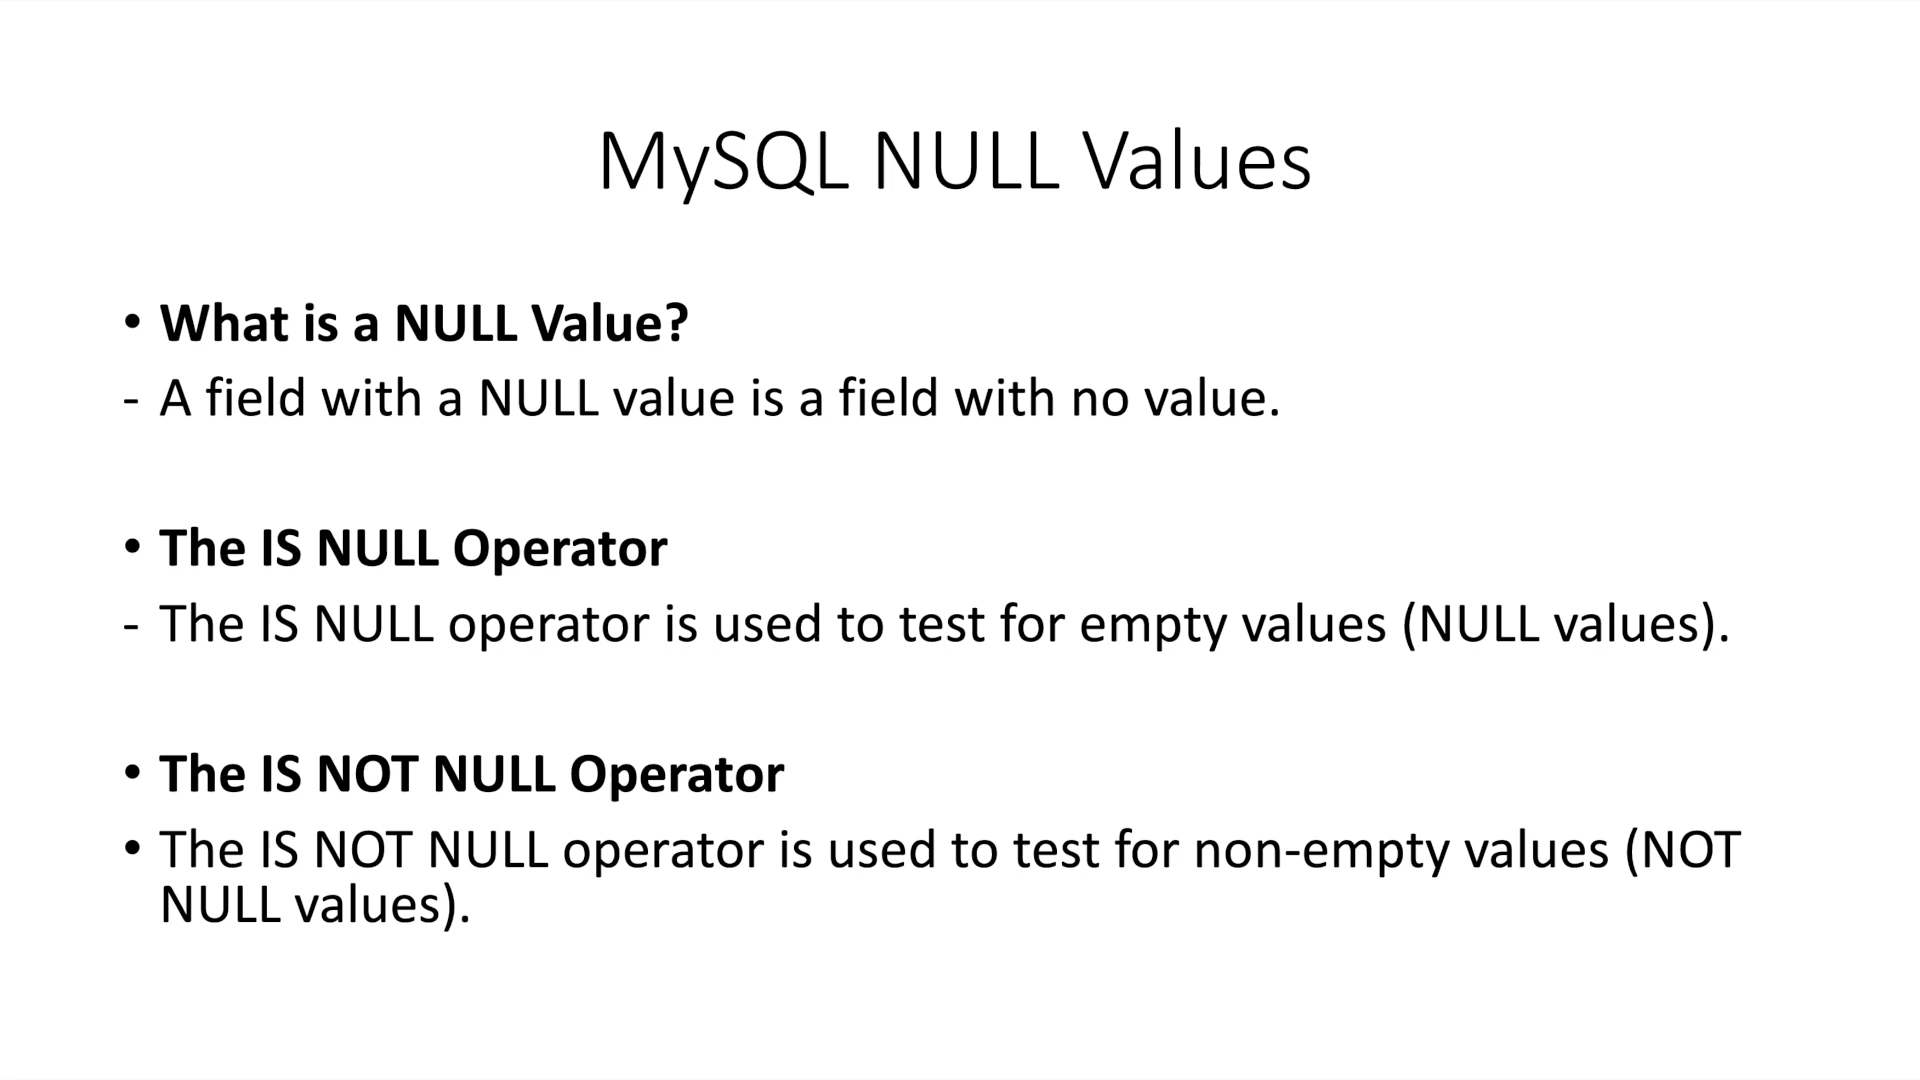 MySQL NULL Values
• What is a NULL Value?
- A field with a NULL value is a field with no value.
• The IS NULL Operator
- The IS NULL operator is used to test for empty values (NULL values).
• The IS NOT NULL Operator
• The IS NOT NULL operator is used to test for non-empty values (NOT
NULL values).